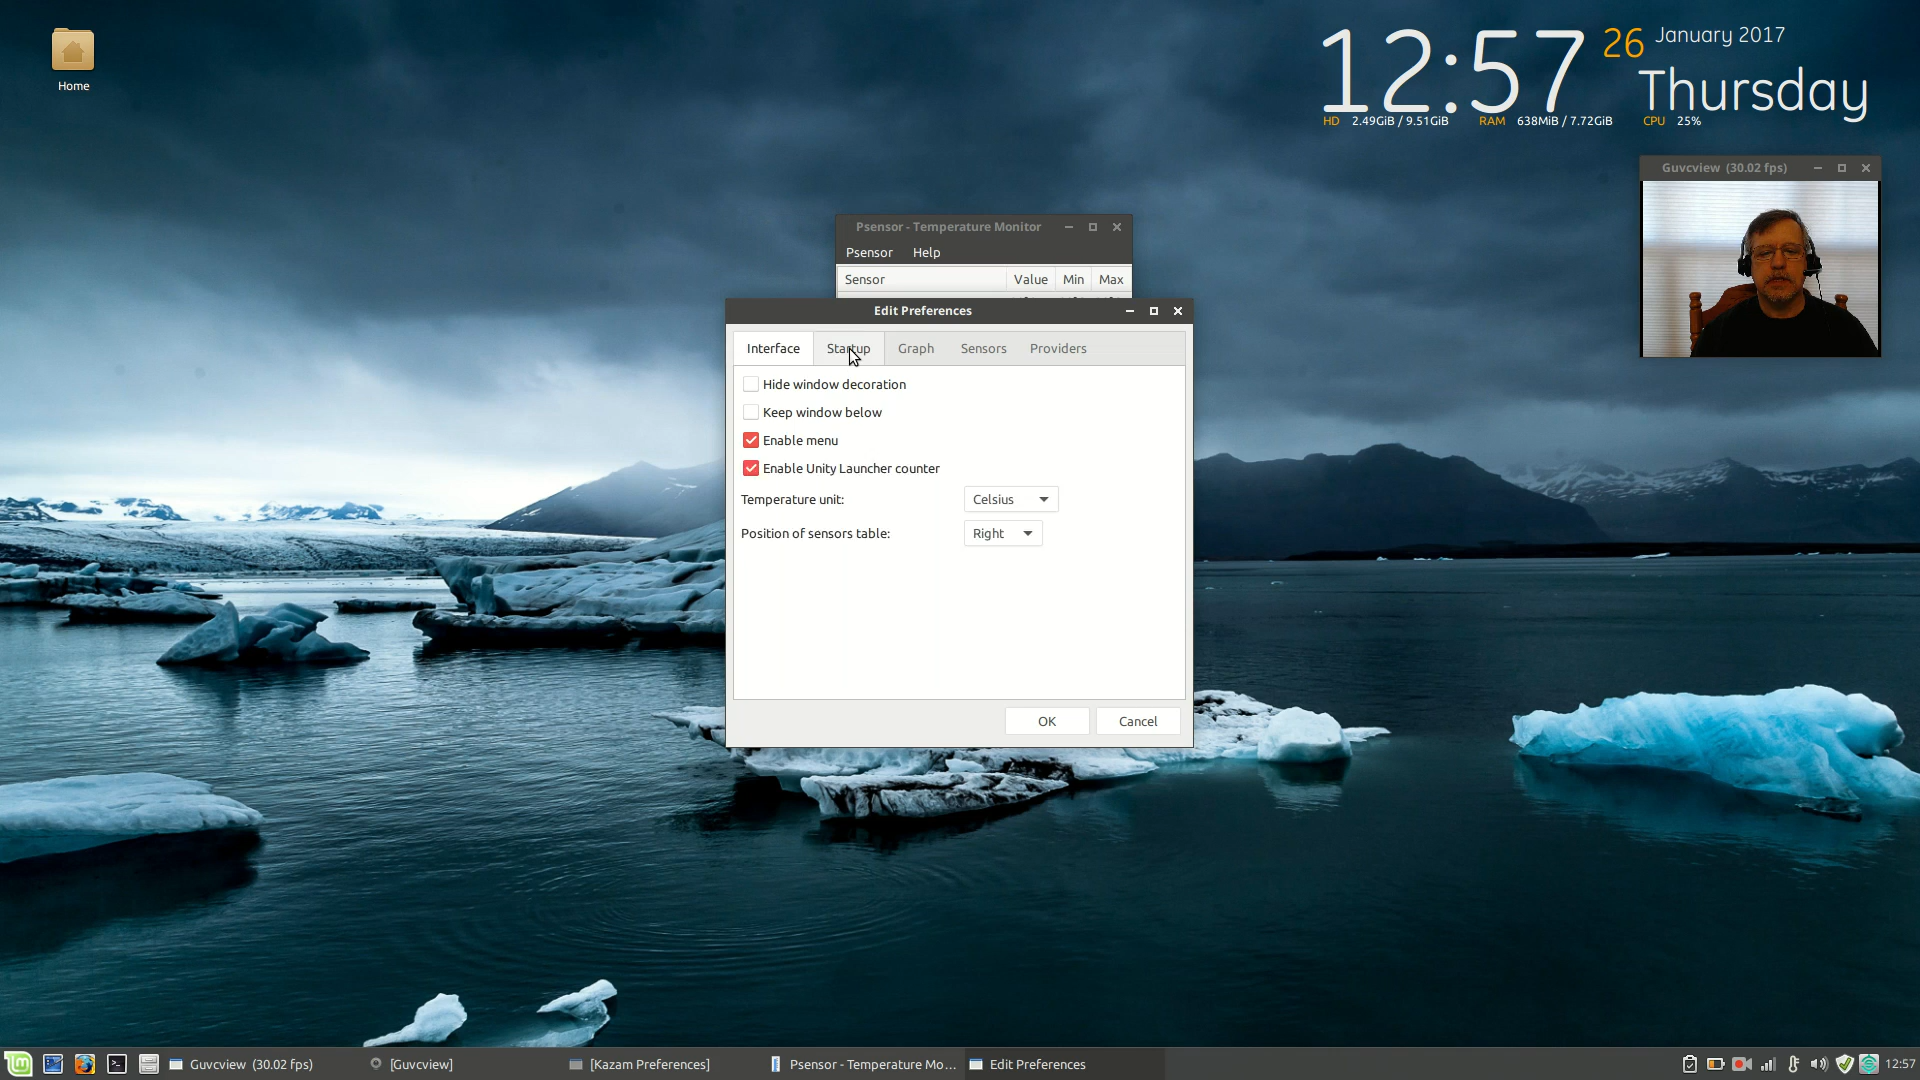 Home
12:57 26 January 2017
Thursday
HD 2.49GiB / 9.51GiB RAM 638MiB / 7.72GiB CPU 25%
Guvcview (30.02 fps)
Psensor - Temperature Monitor
Psensor Help
Sensor Value Min Max
Edit Preferences
Interface Startup Graph Sensors Providers
Hide window decoration
Keep window below
Enable menu
Enable Unity Launcher counter
Temperature unit: Celsius
Position of sensors table: Right
OK Cancel
Guvcview (30.02 fps) [Guvcview] [Kazam Preferences] Psensor - Temperature Mo... Edit Preferences 12:57